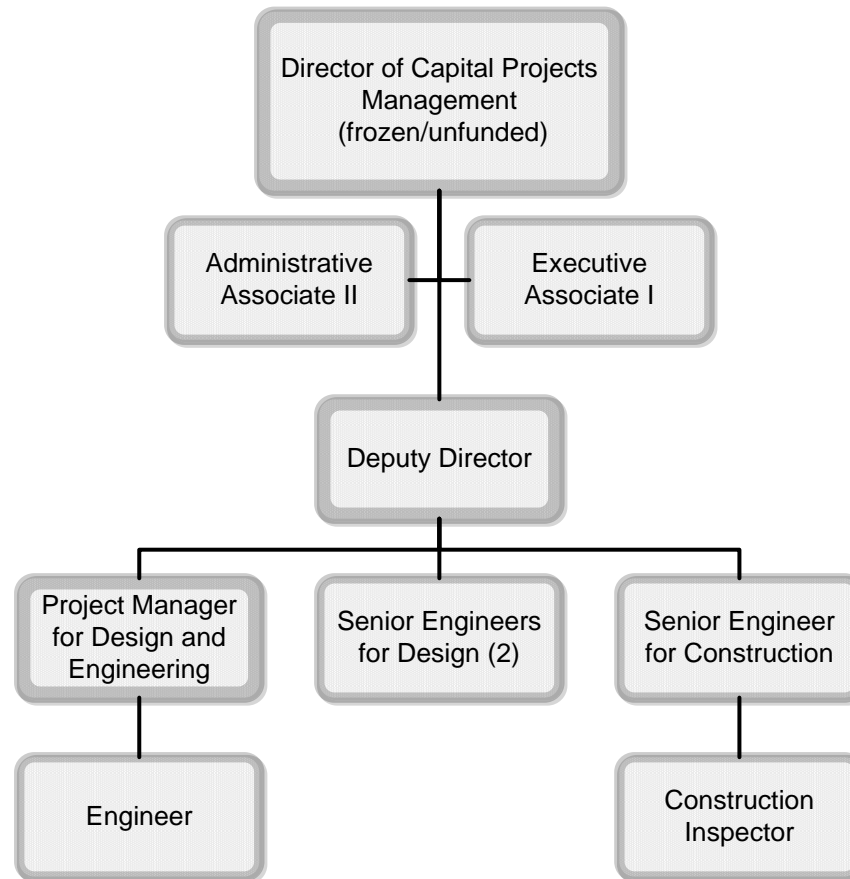 Director of Capital Projects
Management
(frozen/unfunded)
Administrative
Associate II
Executive
Associate I
Deputy Director
Project Manager
for Design and
Engineering
Senior Engineers
for Design (2)
Senior Engineer
for Construction
Engineer
Construction
Inspector